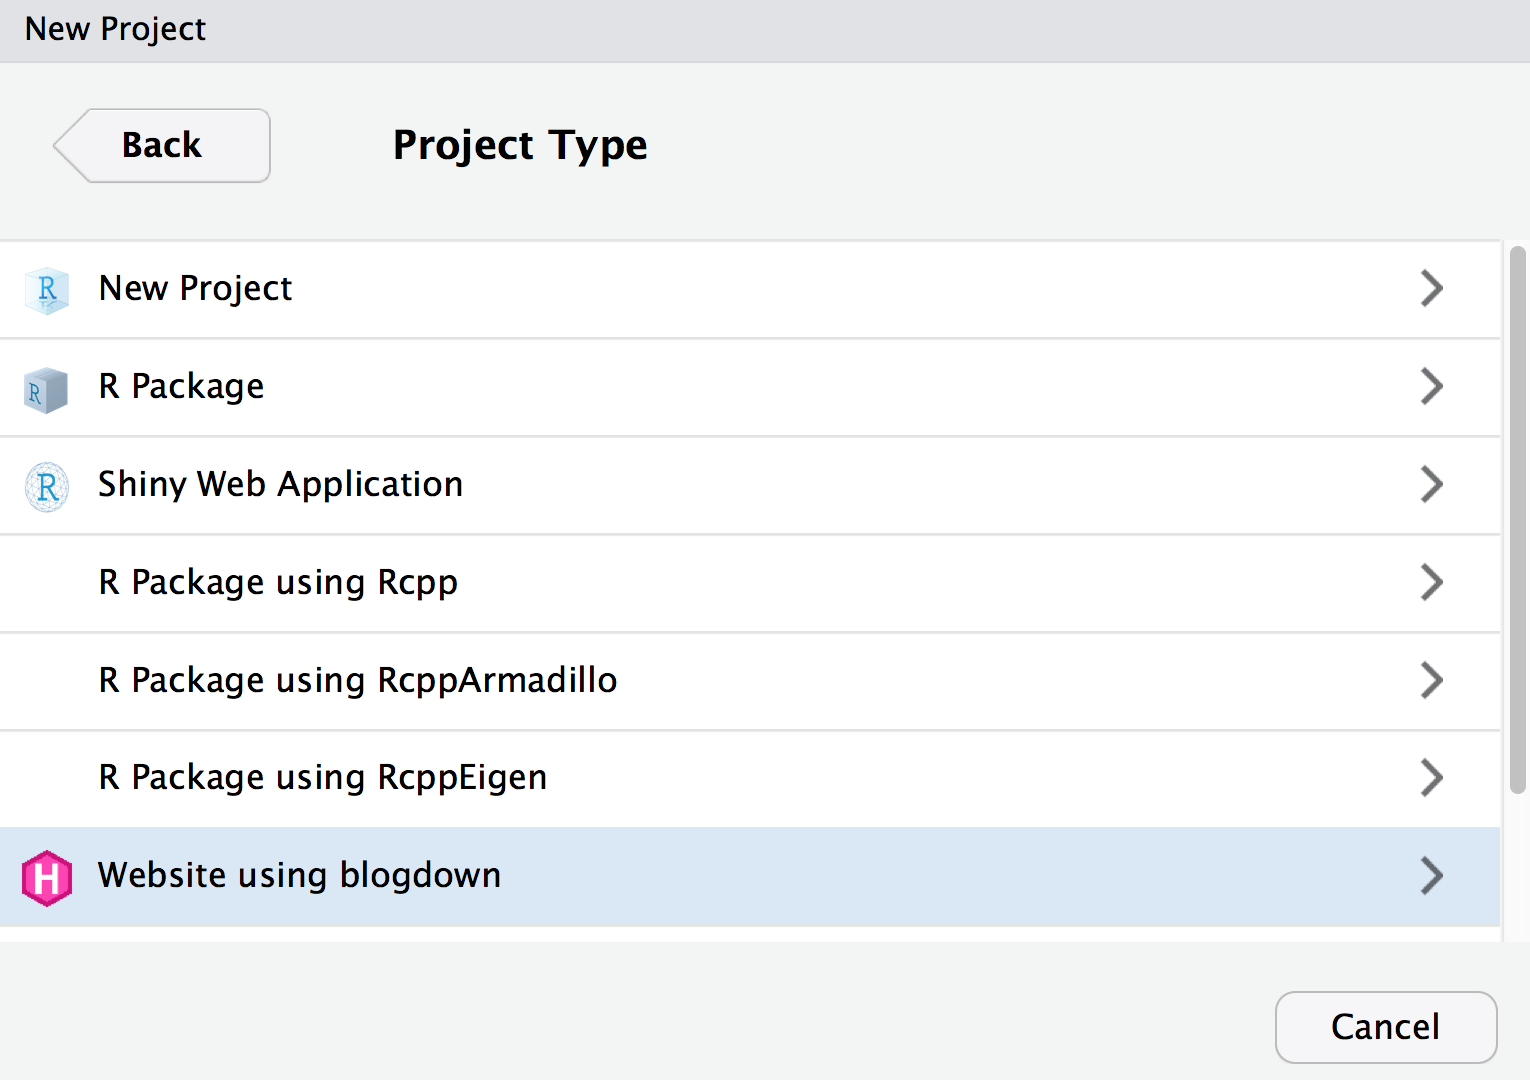 New Project
Back
Project Type
R New Project
R R Package
R Shiny Web Application
R Package using Rcpp
R Package using RcppArmadillo
R Package using RcppEigen
H Website using blogdown
Cancel